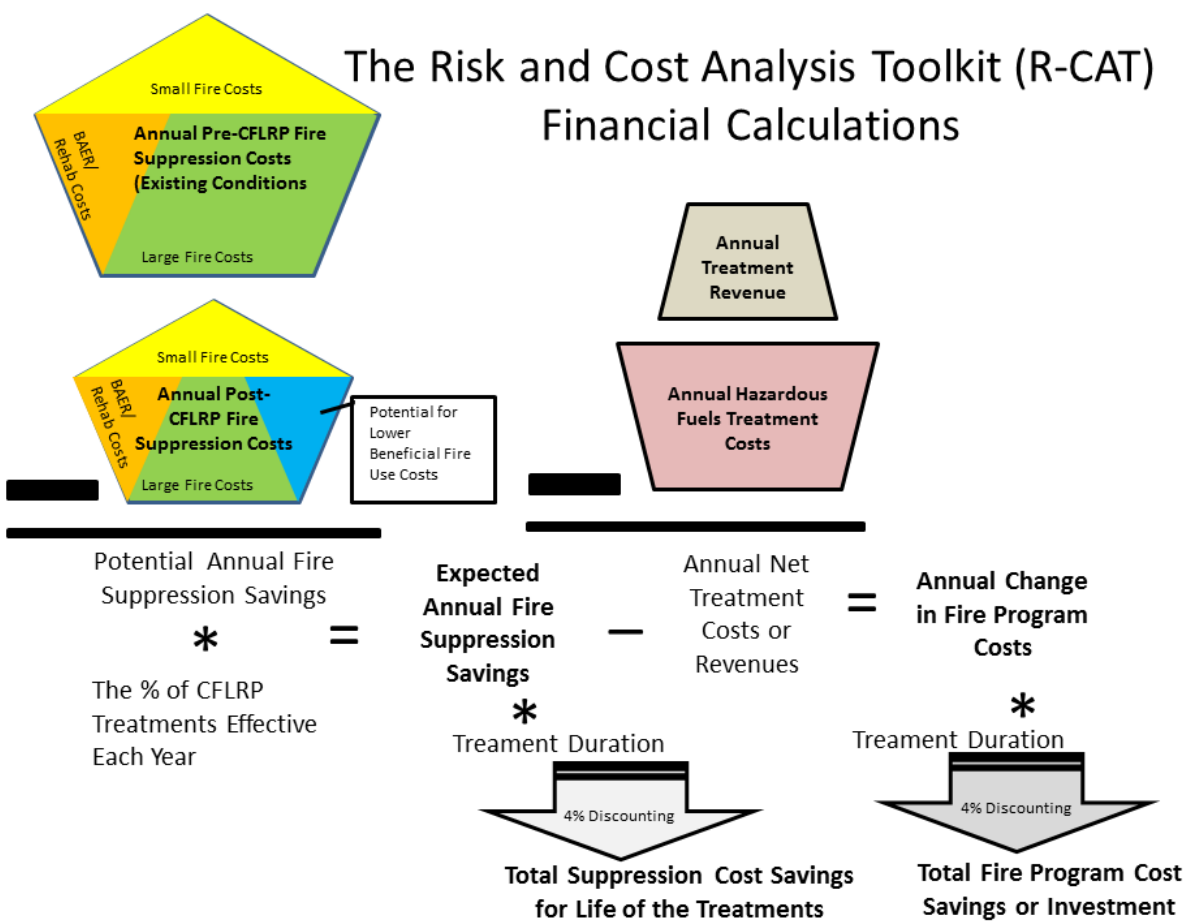 The Risk and Cost Analysis Toolkit (R-CAT)
Financial Calculations
Small Fire Costs
BAER/
Rehab Costs
Annual Pre-CFLRP Fire
Suppression Costs
(Existing Conditions
Large Fire Costs
Annual
Treatment
Revenue
Small Fire Costs
BAER/
Rehab Costs
Annual Post-
CFLRP Fire
Suppression Costs
Large Fire Costs
Potential for
Lower
Beneficial Fire
Use Costs
Annual Hazardous
Fuels Treatment
Costs
Potential Annual Fire
Suppression Savings
*
The % of CFLRP
Treatments Effective
Each Year
=
Expected
Annual Fire
Suppression
Savings
*
Treament Duration
4% Discounting
Total Suppression Cost Savings
for Life of the Treatments
–
Annual Net
Treatment
Costs or
Revenues
=
Annual Change
in Fire Program
Costs
*
Treament Duration
4% Discounting
Total Fire Program Cost
Savings or Investment